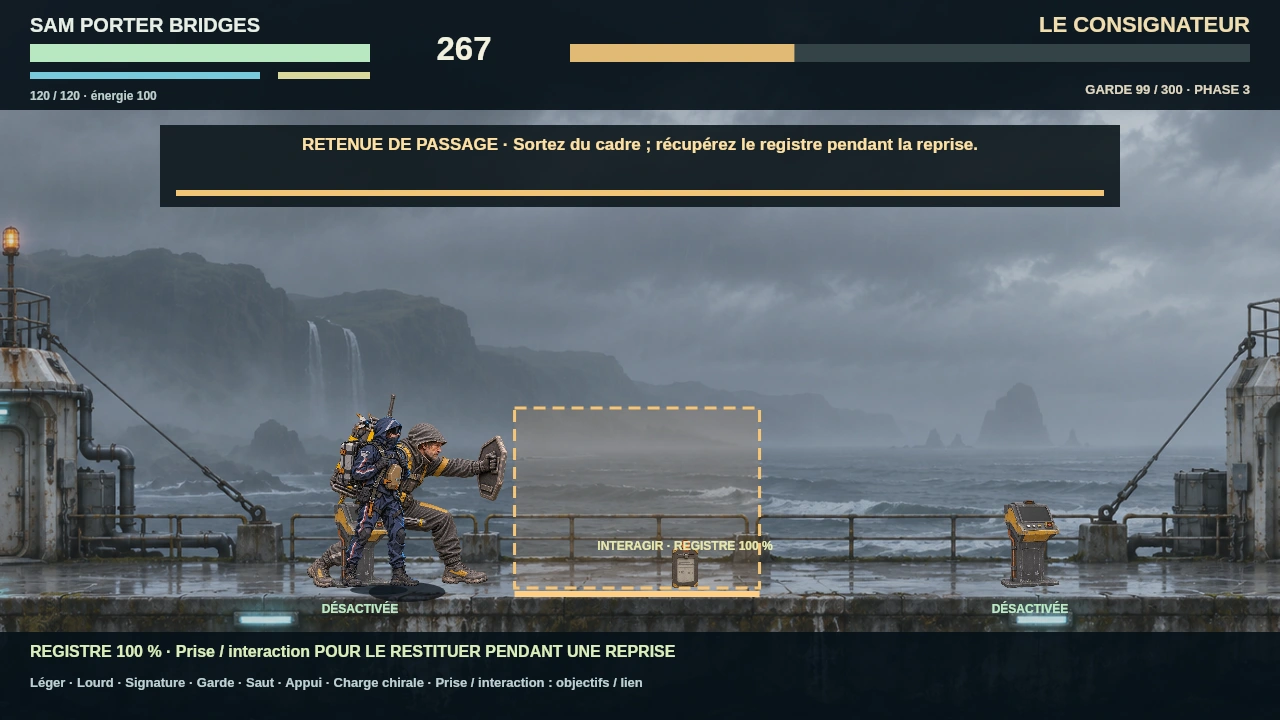 SAM PORTER BRIDGES
267
LE CONSIGNATEUR
120 / 120 · énergie 100
GARDE 99 / 300 · PHASE 3
RETENUE DE PASSAGE · Sortez du cadre ; récupérez le registre pendant la reprise.
INTERAGIR · REGISTRE 100 %
DÉSACTIVÉE
DÉSACTIVÉE
REGISTRE 100 % · Prise / interaction POUR LE RESTITUER PENDANT UNE REPRISE
Léger · Lourd · Signature · Garde · Saut · Appui · Charge chirale · Prise / interaction : objectifs / lien